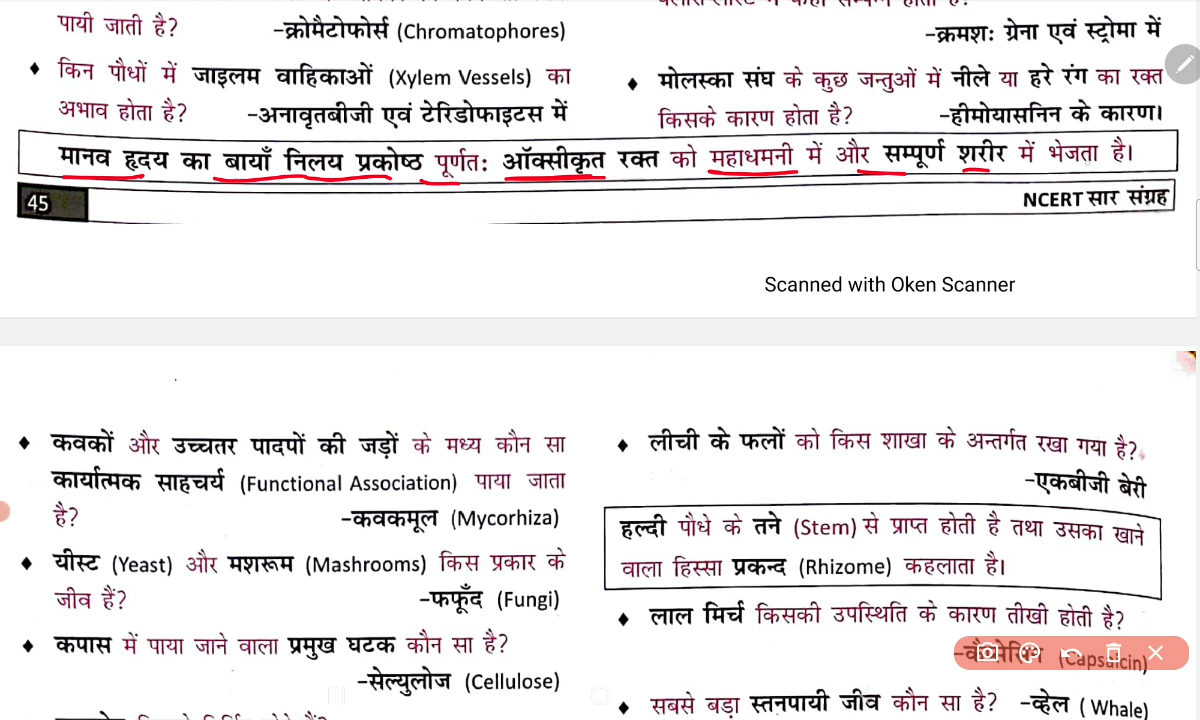 पायी जाती है?
-क्रोमैटोफोर्स (Chromatophores)
♦ किन पौधों में जाइलम वाहिकाओं (Xylem Vessels) का
अभाव होता है?
-अनावृतबीजी एवं टेरिडोफाइटस में
-क्रमशः ग्रेना एवं स्ट्रोमा में
♦ मोलस्का संघ के कुछ जन्तुओं में नीले या हरे रंग का रक्त
किसके कारण होता है?
-हीमोयासनिन के कारण।
मानव हृदय का बायाँ निलय प्रकोष्ठ पूर्णतः ऑक्सीकृत रक्त को महाधमनी में और सम्पूर्ण शरीर में भेजता है।
45
NCERT सार संग्रह
Scanned with Oken Scanner
♦ कवकों और उच्चतर पादपों की जड़ों के मध्य कौन सा
कार्यात्मक साहचर्य (Functional Association) पाया जाता
है?
-कवकमूल (Mycorhiza)
♦ यीस्ट (Yeast) और मशरूम (Mashrooms) किस प्रकार के
जीव हैं?
-फफूँद (Fungi)
♦ कपास में पाया जाने वाला प्रमुख घटक कौन सा है?
-सेल्युलोज (Cellulose)
♦ लीची के फलों को किस शाखा के अन्तर्गत रखा गया है?
-एकबीजी बेरी
हल्दी पौधे के तने (Stem) से प्राप्त होती है तथा उसका खाने
वाला हिस्सा प्रकन्द (Rhizome) कहलाता है।
♦ लाल मिर्च किसकी उपस्थिति के कारण तीखी होती है?
(Capsaicin)
♦ सबसे बड़ा स्तनपायी जीव कौन सा है? -व्हेल (Whale)